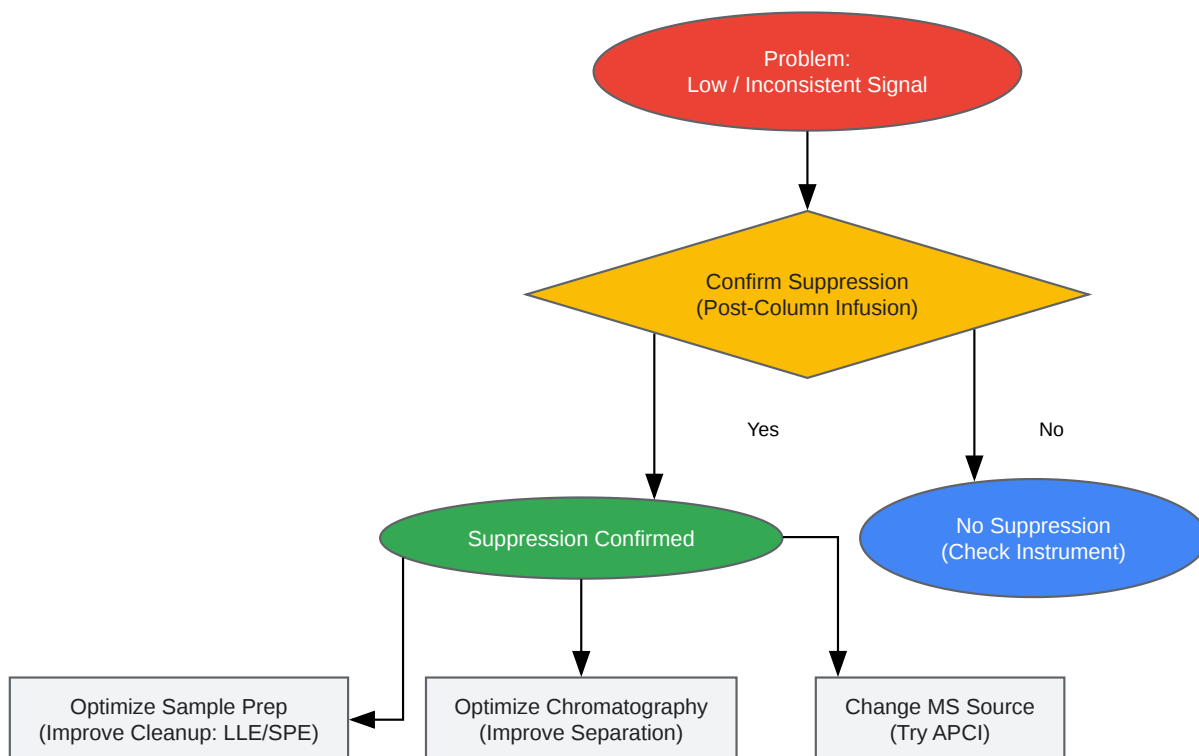 Problem:
Low / Inconsistent Signal
Confirm Suppression
(Post-Column Infusion)
Yes
No
Suppression Confirmed
No Suppression
(Check Instrument)
Optimize Sample Prep
(Improve Cleanup: LLE/SPE)
Optimize Chromatography
(Improve Separation)
Change MS Source
(Try APCI)